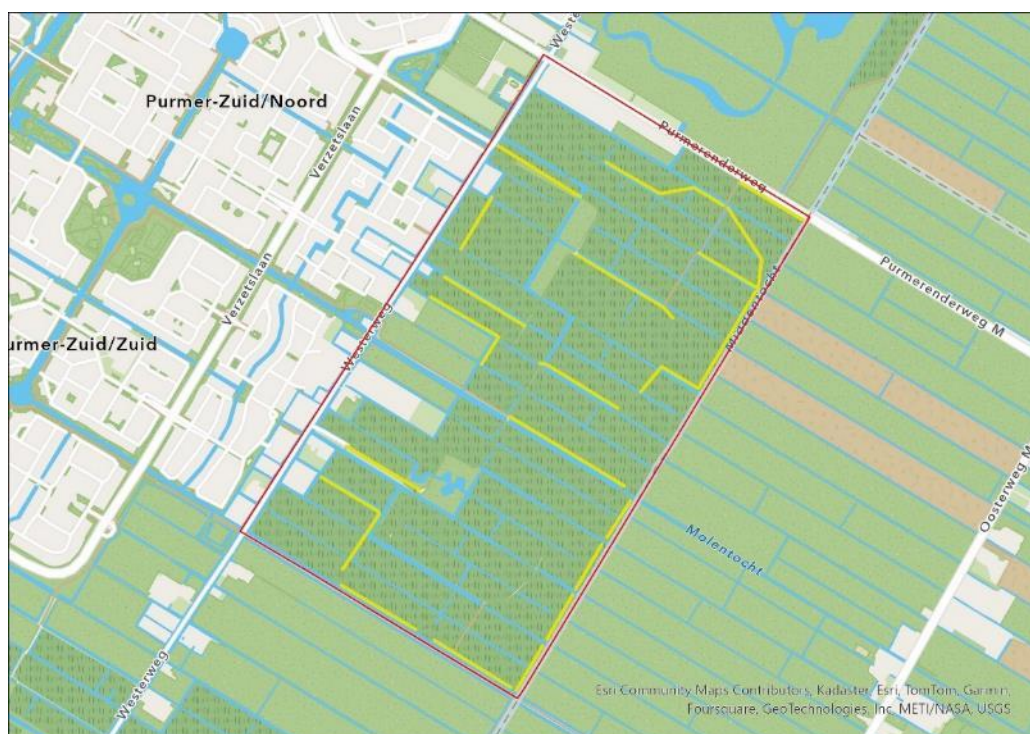 Westerw
Purmer-Zuid/Noord
Verzetslaan
Purmerenderweg
Verzetslaan
Westerweg
Middentocht
Purmerenderweg M
urmer-Zuid/Zuid
Oosterweg M
Molentocht
Westerweg
Esri Community Maps Contributors, Kadaster, Esri, TomTom, Garmin,
Foursquare, GeoTechnologies, Inc, METI/NASA, USGS